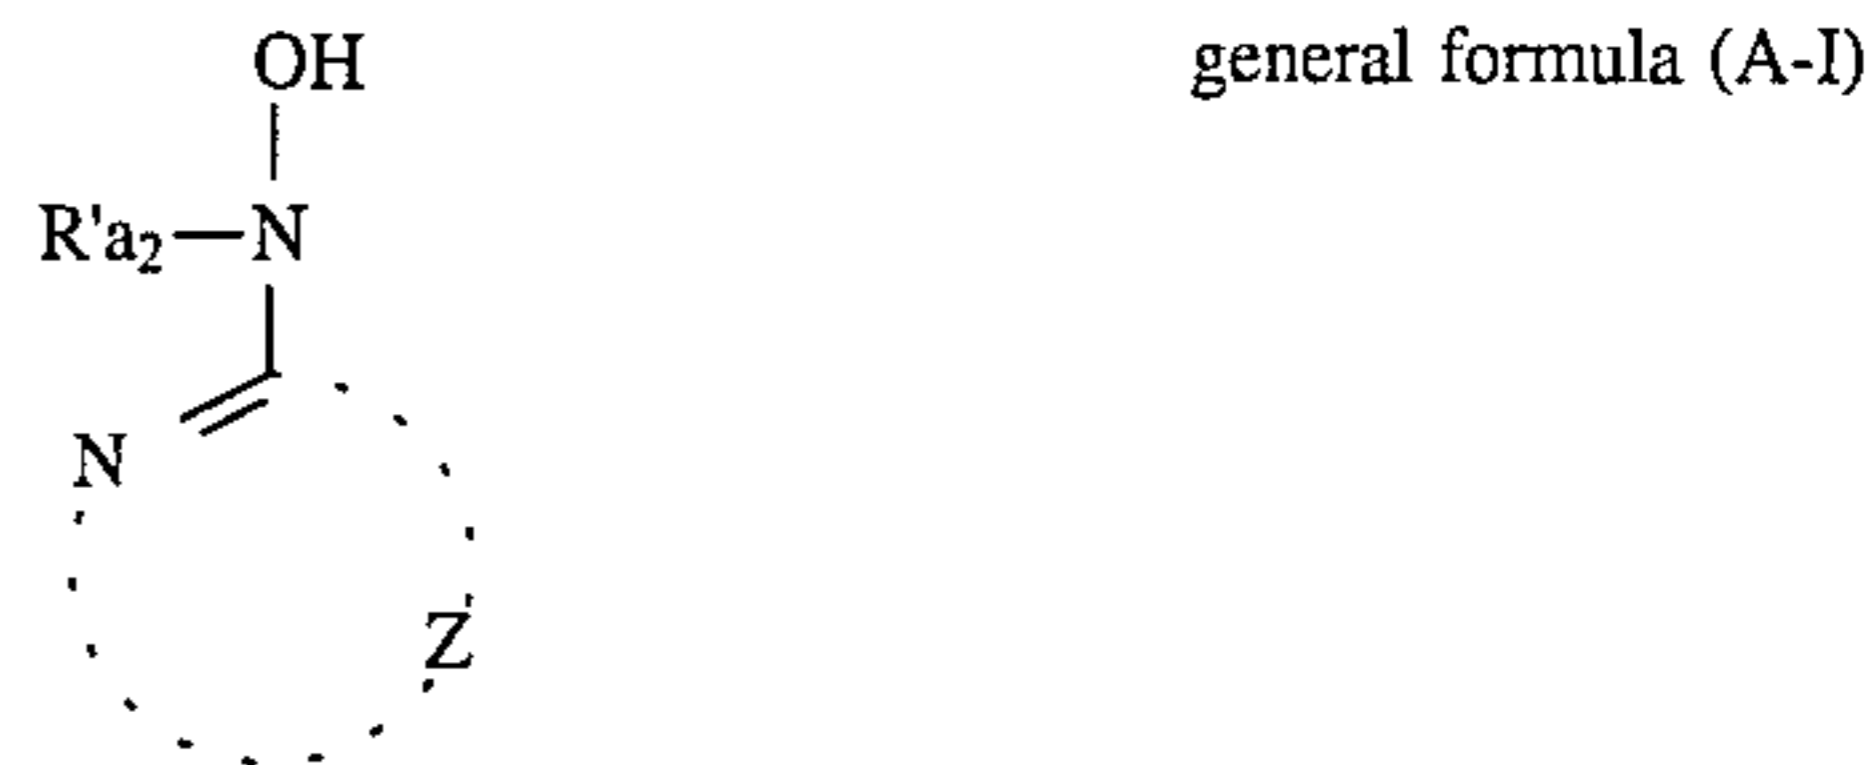 OH general formula (A-I)
R'a₂—N
N
Z